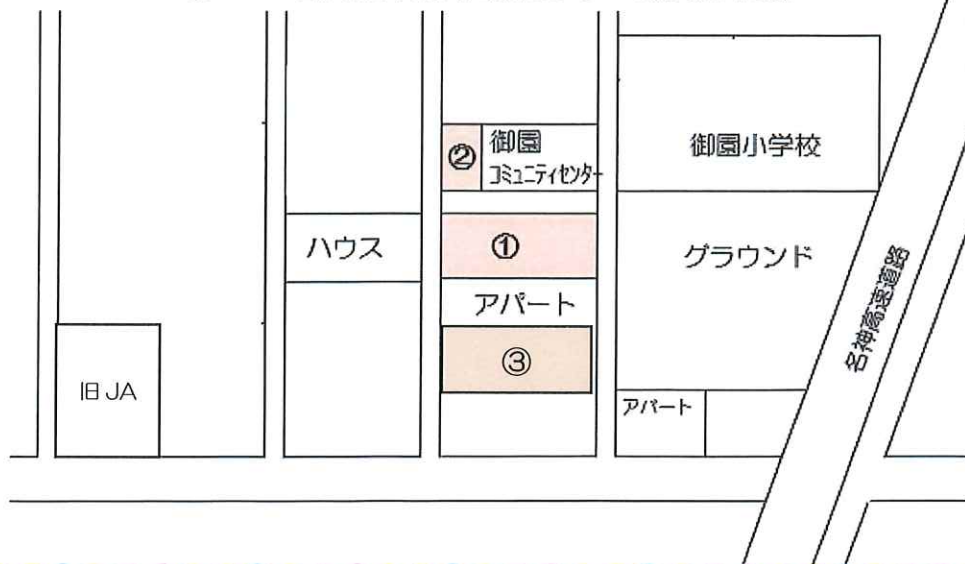 御園小学校
御園
コミュニティセンター
②
ハウス
①
グラウンド
アパート
名神高速道路
③
旧 JA
アパート